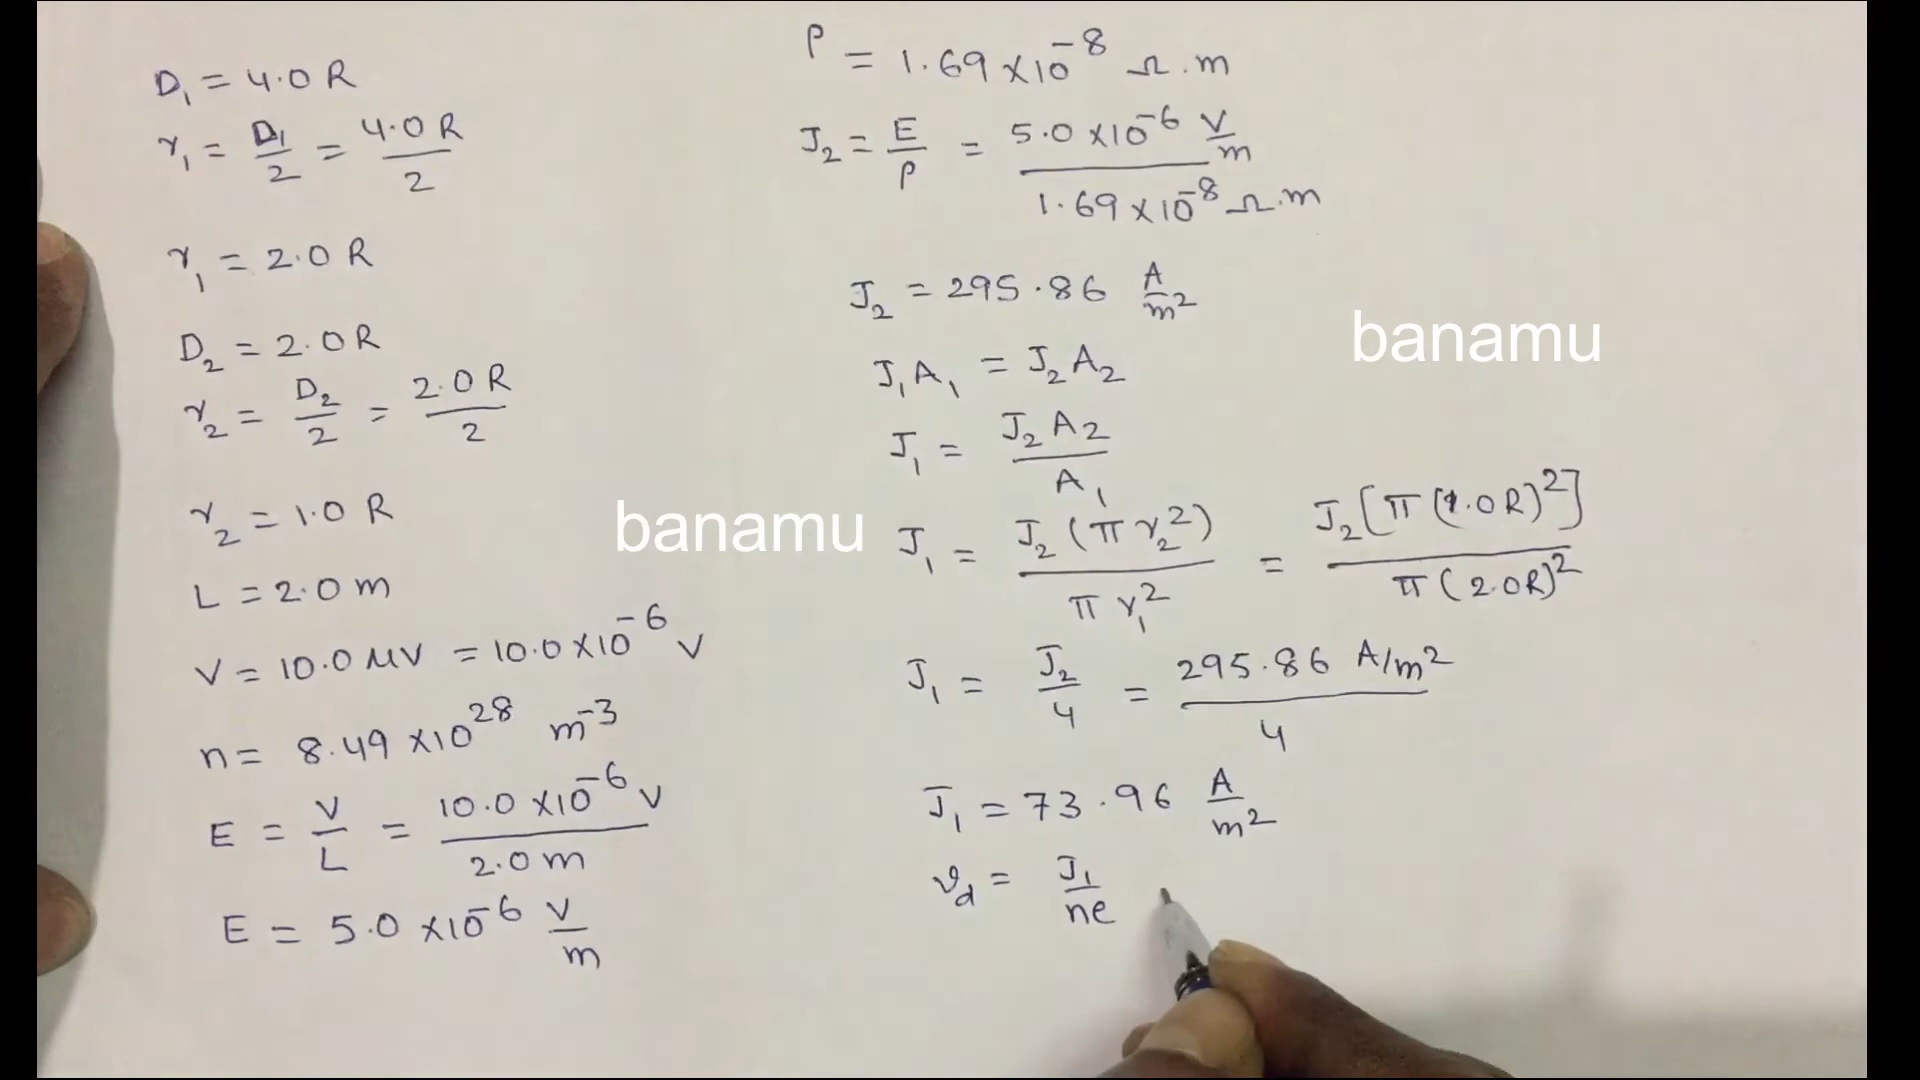 D₁ = 4.0 R
r₁ = D₁/2 = 4.0 R/2
r₁ = 2.0 R
D₂ = 2.0 R
r₂ = D₂/2 = 2.0 R/2
r₂ = 1.0 R
L = 2.0 m
V = 10.0 μV = 10.0 × 10⁻⁶ V
n = 8.49 × 10²⁸ m⁻³
E = V/L = 10.0 × 10⁻⁶ V/2.0 m
E = 5.0 × 10⁻⁶ V/m
ρ = 1.69 × 10⁻⁸ Ω.m
J₂ = E/ρ = 5.0 × 10⁻⁶ V/m / 1.69 × 10⁻⁸ Ω.m
J₂ = 295.86 A/m²
J₁A₁ = J₂A₂
J₁ = J₂A₂/A₁
J₁ = J₂(πr₂²)/πr₁² = J₂[π(1.0R)²]/π(2.0R)²
J₁ = J₂/4 = 295.86 A/m²/4
J₁ = 73.96 A/m²
v_d = J₁/ne
banamu
banamu